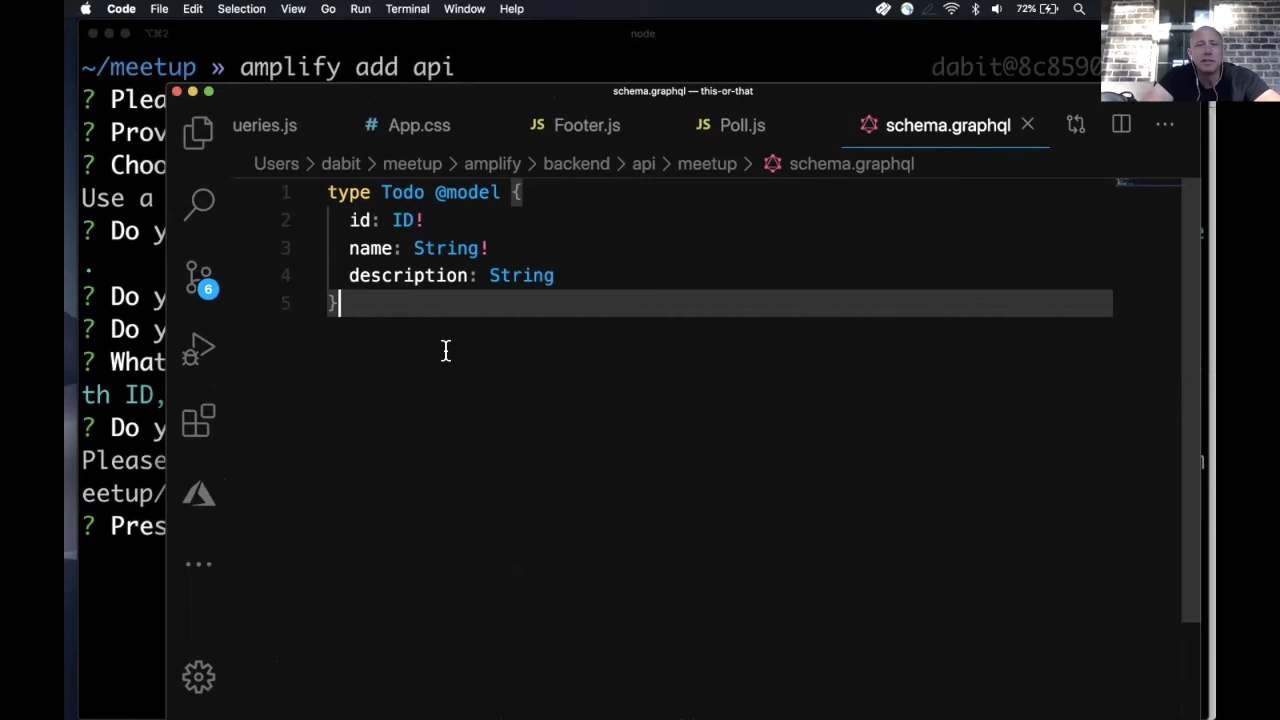 Code File Edit Selection View Go Run Terminal Window Help 72%
⌥⌘2 node
~/meetup » amplify add api dabit@8c8590
? Plea
? Prov
? Choo
Use a
? Do y
.
? Do y
? Do y
? What
th ID,
? Do y
Please
eetup/
? Pres
schema.graphql — this-or-that
ueries.js # App.css JS Footer.js JS Poll.js schema.graphql
Users > dabit > meetup > amplify > backend > api > meetup > schema.graphql
6
1 type Todo @model {
2 id: ID!
3 name: String!
4 description: String
5 }